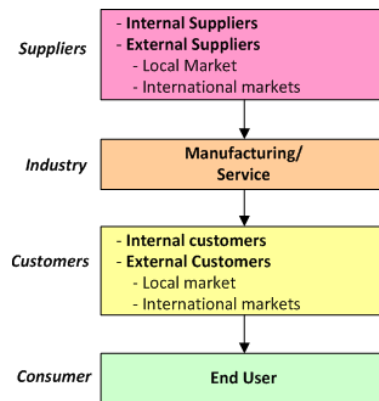 Suppliers
- Internal Suppliers
- External Suppliers
- Local Market
- International markets
Industry
Manufacturing/
Service
Customers
- Internal customers
- External Customers
- Local market
- International markets
Consumer
End User